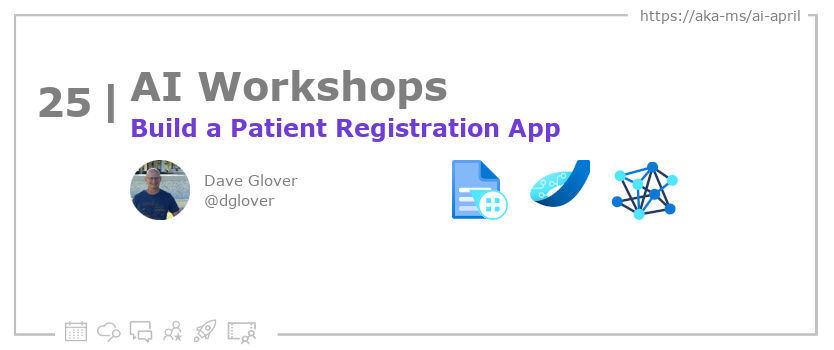 https://aka-ms/ai-april
25 | AI Workshops
Build a Patient Registration App
Dave Glover
@dglover